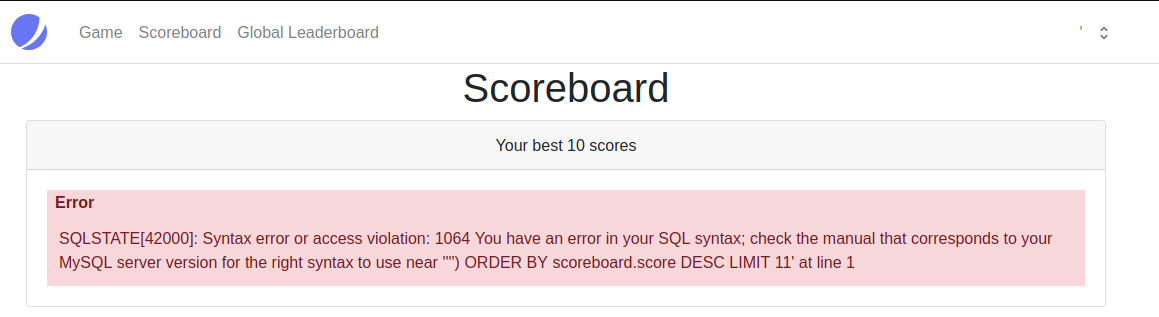 Game Scoreboard Global Leaderboard '
Scoreboard
Your best 10 scores
Error
SQLSTATE[42000]: Syntax error or access violation: 1064 You have an error in your SQL syntax; check the manual that corresponds to your
MySQL server version for the right syntax to use near ''') ORDER BY scoreboard.score DESC LIMIT 11' at line 1